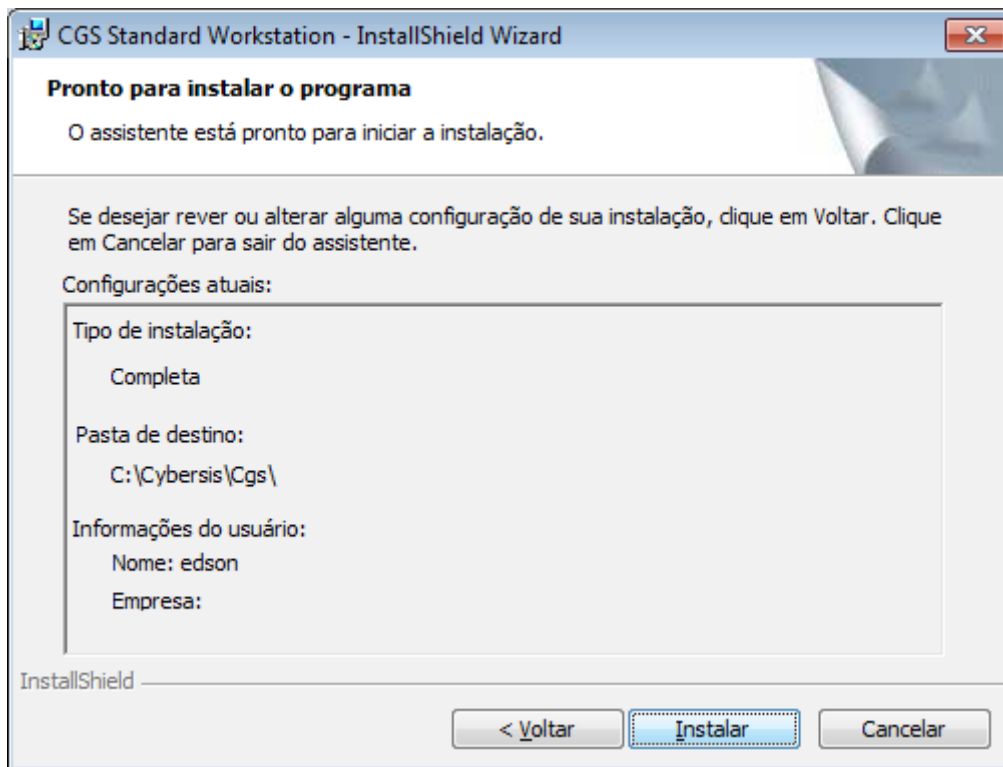 CGS Standard Workstation - InstallShield Wizard
Pronto para instalar o programa
O assistente está pronto para iniciar a instalação.
Se desejar rever ou alterar alguma configuração de sua instalação, clique em Voltar. Clique
em Cancelar para sair do assistente.
Configurações atuais:
Tipo de instalação:
Completa
Pasta de destino:
C:\Cybersis\Cgs\
Informações do usuário:
Nome: edson
Empresa:
InstallShield
< Voltar Instalar Cancelar